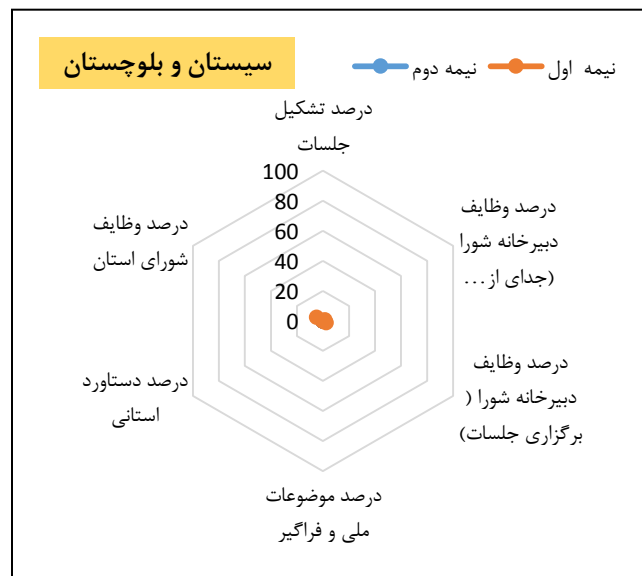 سیستان و بلوچستان
نیمه اول
نیمه دوم
درصد تشکیل
جلسات
100
80
60
40
20
0
درصد وظایف
دبیرخانه شورا
(جدای از...
درصد وظایف
دبیرخانه شورا (
برگزاری جلسات)
درصد موضوعات
ملی و فراگیر
درصد دستاورد
استانی
درصد وظایف
شورای استان